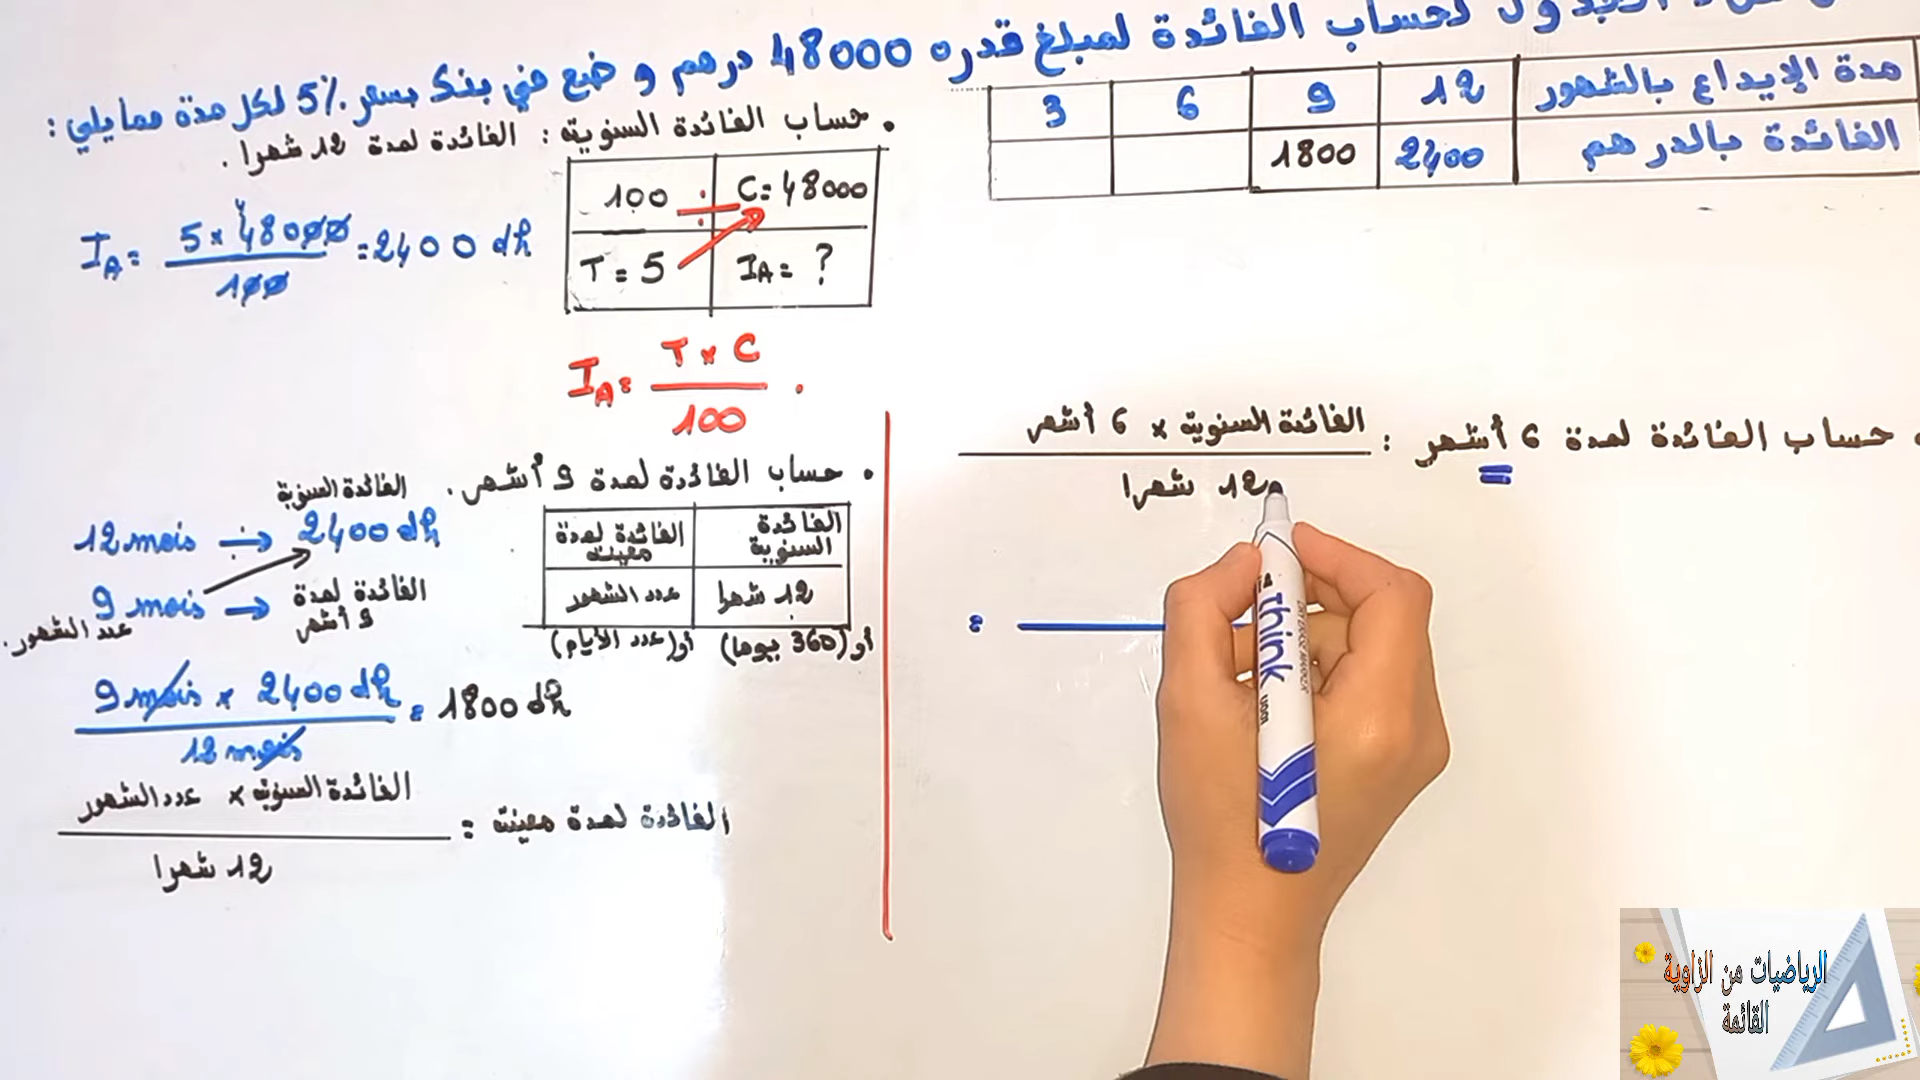 لحساب الفائدة لمبلغ قدره 48000 درهم و ضع في بنك بسعر 5% لكل مدة مما يلي :
مدة الإيداع بالشهور 12 9 6 3
الفائدة بالدرهم 2400 1800
• حساب الفائدة السنوية : الفائدة لمدة 12 شهرا .
100 C = 48000
T = 5 IA = ?
IA = 5 × 48000 / 100 = 2400 dh
IA = T × C / 100 .
• حساب الفائدة لمدة 9 أشهر .
الفائدة السنوية
12 mois → 2400 dh
9 mois → الفائدة لمدة 9 أشهر
عدد الشهور .
الفائدة السنوية الفائدة لمدة معينة
12 شهرا عدد الشهور
أو (360 يوما) أو (عدد الأيام)
9 mois × 2400 dh / 12 mois = 1800 dh
الفائدة لمدة معينة = الفائدة السنوية × عدد الشهور / 12 شهرا
• حساب الفائدة لمدة 6 أشهر : الفائدة السنوية × 6 أشهر / 12 شهرا
=
Think
الرياضيات من الزاوية
القائمة